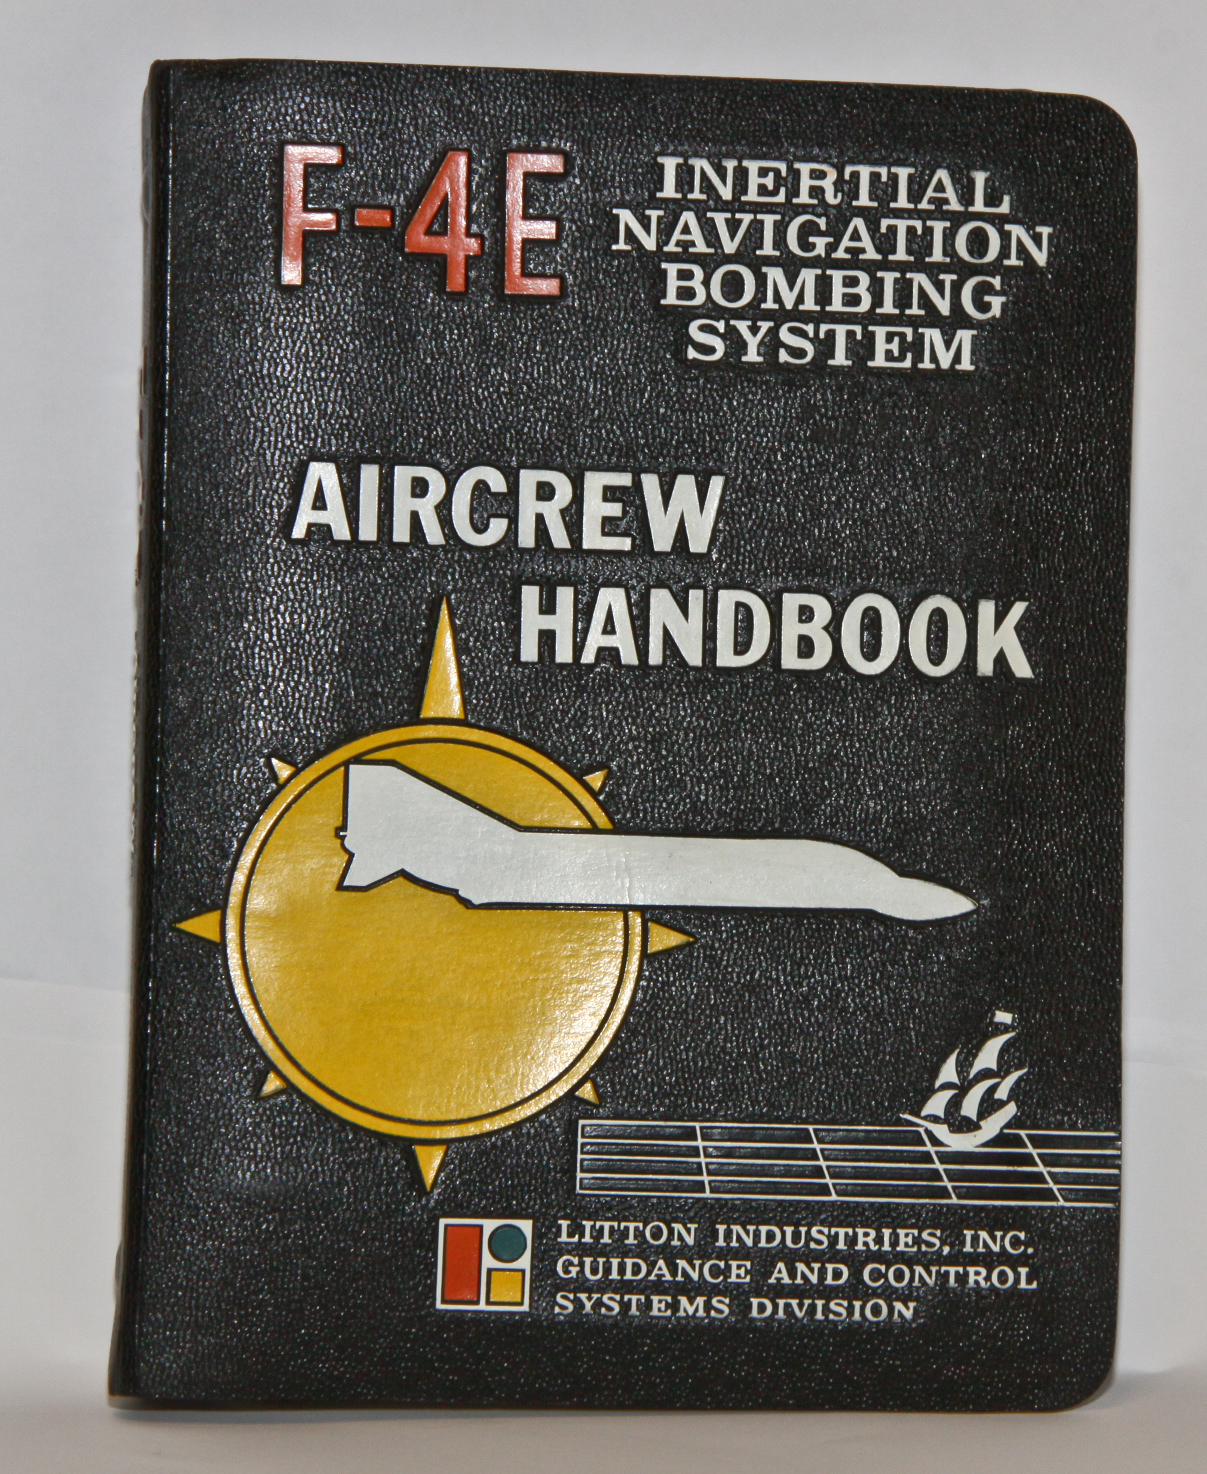 F-4E
INERTIAL
NAVIGATION
BOMBING
SYSTEM
AIRCREW
HANDBOOK
LITTON INDUSTRIES, INC.
GUIDANCE AND CONTROL
SYSTEMS DIVISION